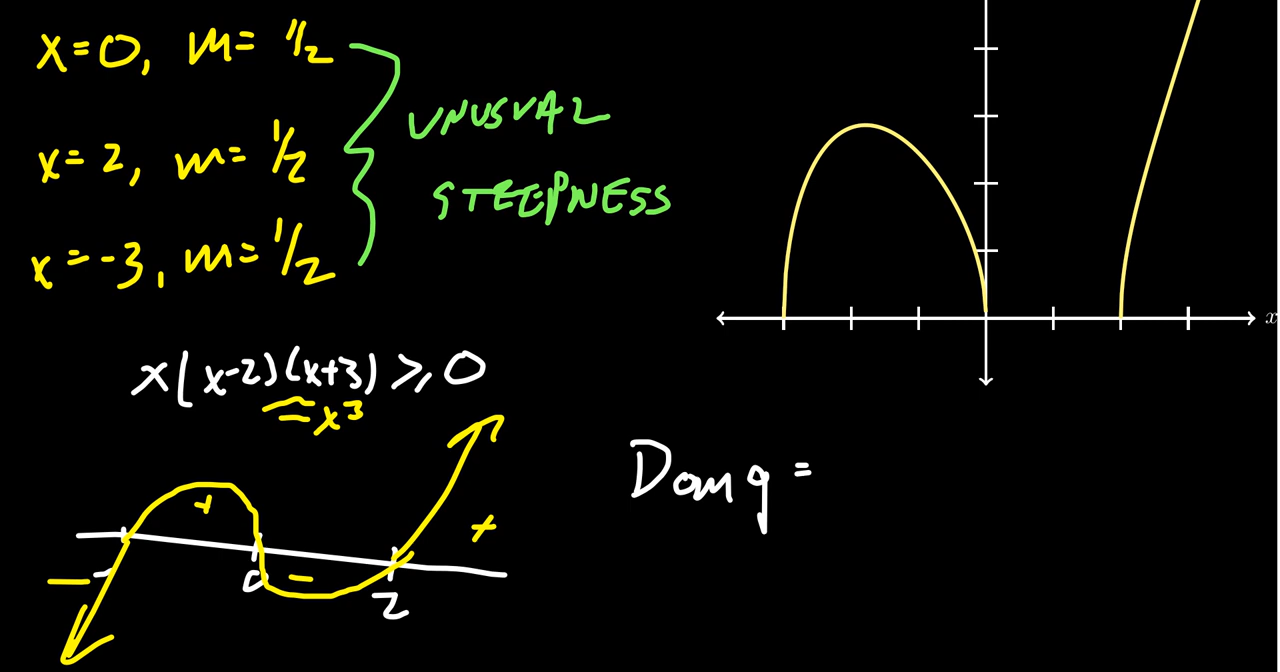 x=0, m= 1/2
x= 2, m= 1/2
x=-3, m= 1/2
UNUSUAL
STEEPNESS
x
x(x-2)(x+3) ≥ 0
= x³
+
+
-
-
0
2
Dom g =